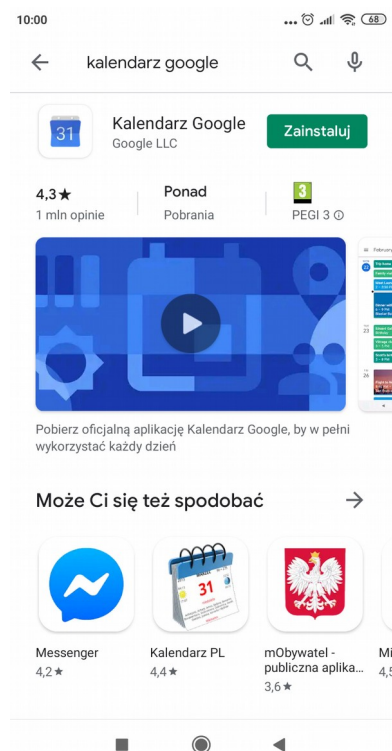 10:00
68
kalendarz google
31
Kalendarz Google
Google LLC
Zainstaluj
4,3★
1 mln opinie
Ponad
Pobrania
3
PEGI 3
Pobierz oficjalną aplikację Kalendarz Google, by w pełni
wykorzystać każdy dzień
Może Ci się też spodobać
31
Messenger
4,2★
Kalendarz PL
4,4★
mObywatel -
publiczna aplika...
3,6★